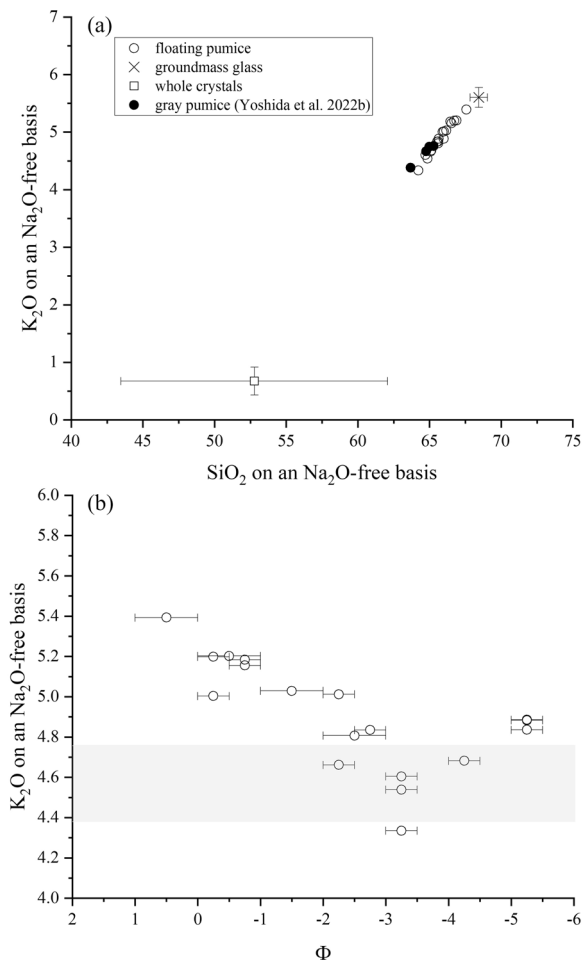 (a)
floating pumice
groundmass glass
whole crystals
gray pumice (Yoshida et al. 2022b)
K₂O on an Na₂O-free basis
7
6
5
4
3
2
1
0
40 45 50 55 60 65 70 75
SiO₂ on an Na₂O-free basis
(b)
K₂O on an Na₂O-free basis
6.0
5.8
5.6
5.4
5.2
5.0
4.8
4.6
4.4
4.2
4.0
2 1 0 -1 -2 -3 -4 -5 -6
Φ